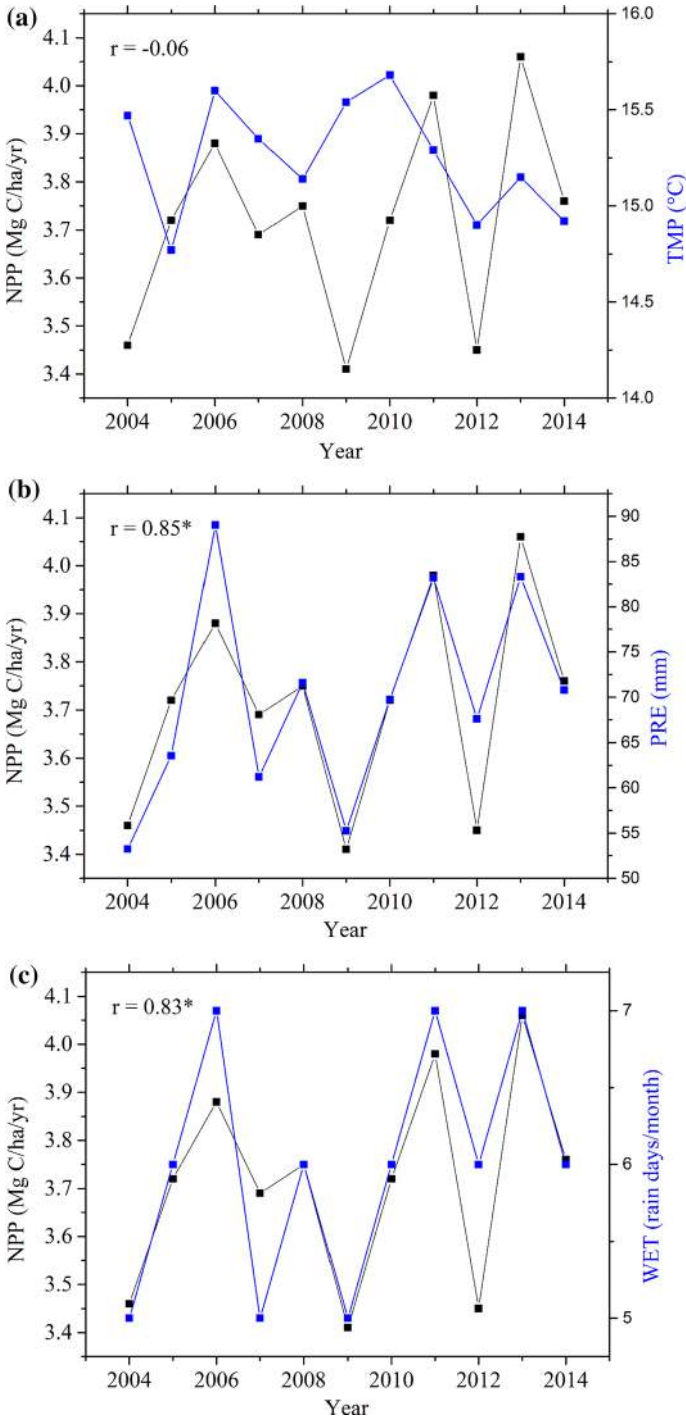 (a)
r = -0.06
NPP (Mg C/ha/yr)
4.1
4.0
3.9
3.8
3.7
3.6
3.5
3.4
16.0
15.5
15.0
14.5
14.0
TMP (°C)
2004 2006 2008 2010 2012 2014
Year
(b)
r = 0.85*
NPP (Mg C/ha/yr)
4.1
4.0
3.9
3.8
3.7
3.6
3.5
3.4
90
85
80
75
70
65
60
55
50
PRE (mm)
2004 2006 2008 2010 2012 2014
Year
(c)
r = 0.83*
NPP (Mg C/ha/yr)
4.1
4.0
3.9
3.8
3.7
3.6
3.5
3.4
7
6
5
WET (rain days/month)
2004 2006 2008 2010 2012 2014
Year